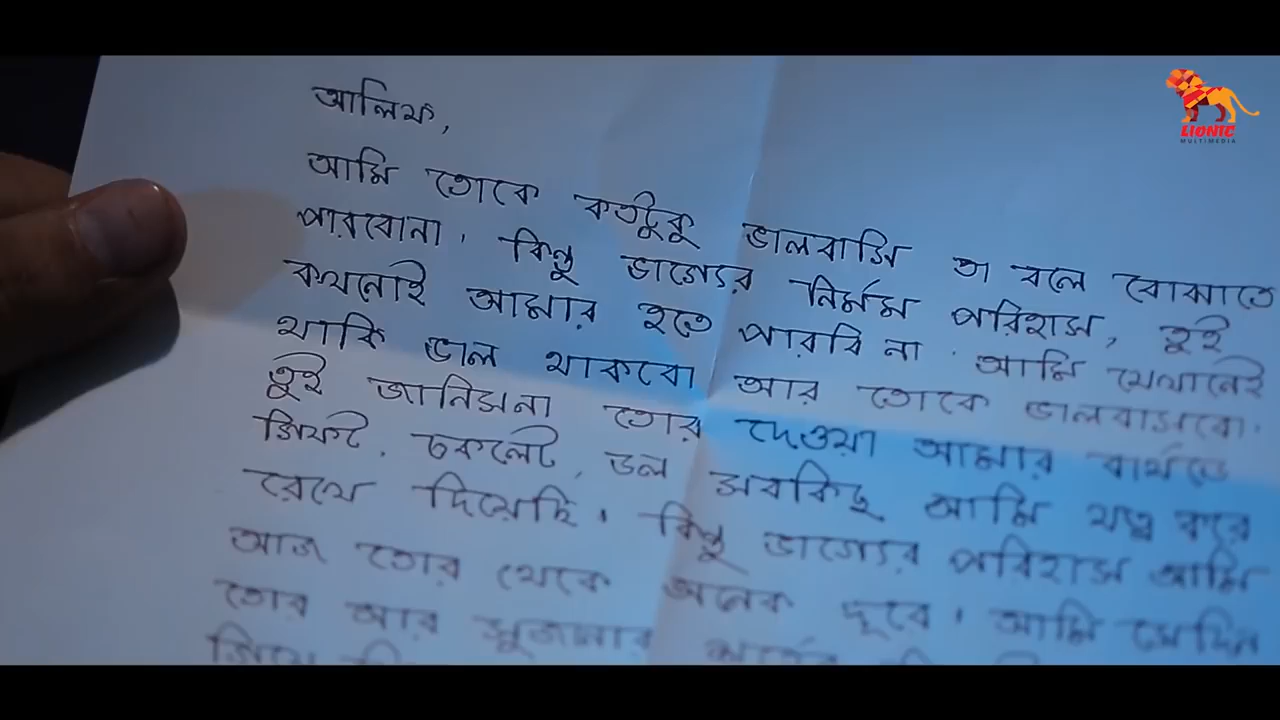 LIONIC
MULTIMEDIA
আলিফ,
আমি তোকে কতটুকু ভালবাসি তা বলে বোঝাতে
পারবোনা। কিন্তু ভাগ্যের নির্মম পরিহাস, তুই
কখনোই আমার হতে পারবি না। আমি যেখানেই
থাকি ভাল থাকবো আর তোকে ভালবাসবো।
তুই জানিসনা তোর দেওয়া আমার বার্থডে
গিফট, চকলেট, ডল সবকিছু আমি যত্ন করে
রেখে দিয়েছি। কিন্তু ভাগ্যের পরিহাস আমি
আজ তোর থেকে অনেক দূরে। আমি সেদিন
তোর আর সুজানার